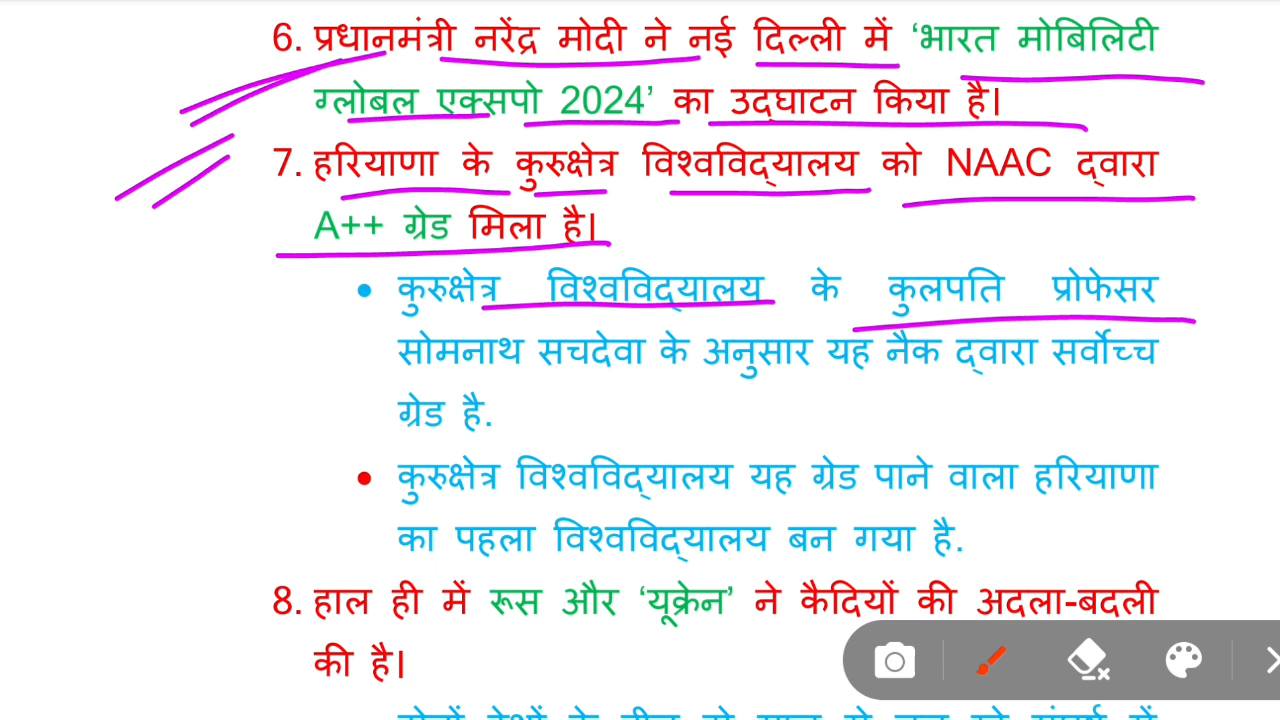 6. प्रधानमंत्री नरेंद्र मोदी ने नई दिल्ली में ‘भारत मोबिलिटी
ग्लोबल एक्सपो 2024’ का उद्घाटन किया है।
7. हरियाणा के कुरुक्षेत्र विश्वविद्यालय को NAAC द्वारा
A++ ग्रेड मिला है।
• कुरुक्षेत्र विश्वविद्यालय के कुलपति प्रोफेसर
सोमनाथ सचदेवा के अनुसार यह नैक द्वारा सर्वोच्च
ग्रेड है.
• कुरुक्षेत्र विश्वविद्यालय यह ग्रेड पाने वाला हरियाणा
का पहला विश्वविद्यालय बन गया है.
8. हाल ही में रूस और ‘यूक्रेन’ ने कैदियों की अदला-बदली
की है।